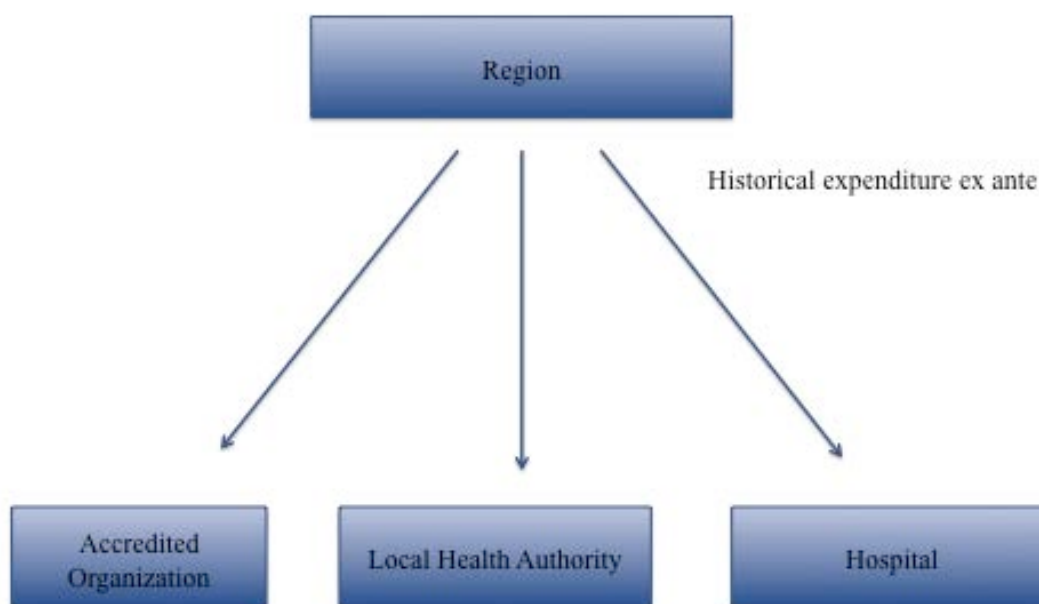 Region
Historical expenditure ex ante
Accredited
Organization
Local Health Authority
Hospital